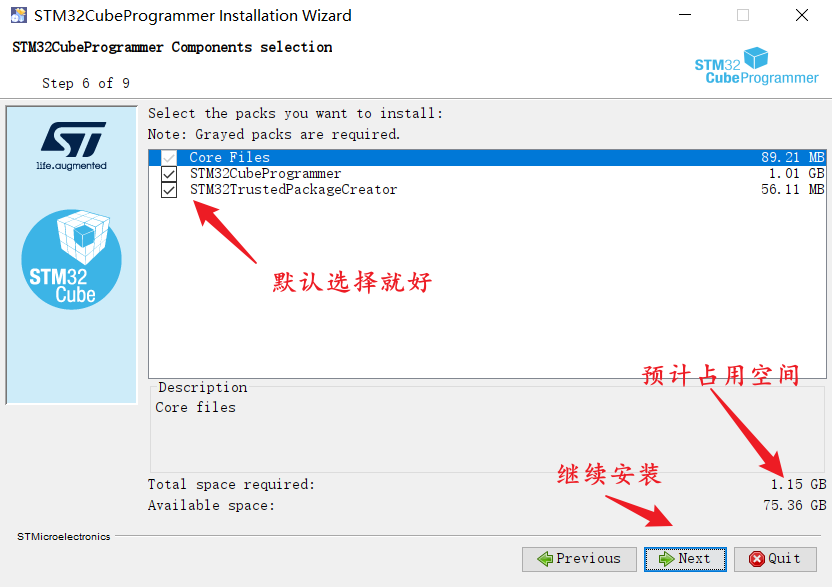 STM32CubeProgrammer Installation Wizard
STM32CubeProgrammer Components selection
Step 6 of 9
STM32
CubeProgrammer
ST
life.augmented
STM32
Cube
Select the packs you want to install:
Note: Grayed packs are required.
Core Files 89.21 MB
STM32CubeProgrammer 1.01 GB
STM32TrustedPackageCreator 56.11 MB
默认选择就好
预计占用空间
Description
Core files
继续安装
Total space required: 1.15 GB
Available space: 75.36 GB
STMicroelectronics
Previous Next Quit